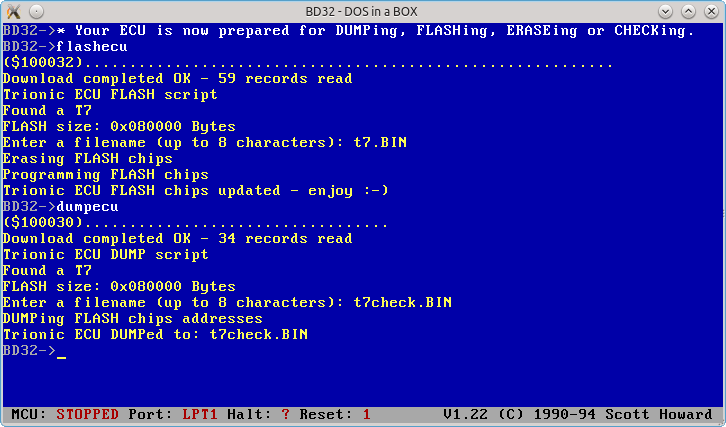 BD32 - DOS in a BOX
BD32->* Your ECU is now prepared for DUMPing, FLASHing, ERASEing or CHECKing.
BD32->flashecu
($100032)...........................................................
Download completed OK - 59 records read
Trionic ECU FLASH script
Found a T7
FLASH size: 0x080000 Bytes
Enter a filename (up to 8 characters): t7.BIN
Erasing FLASH chips
Programming FLASH chips
Trionic ECU FLASH chips updated - enjoy :-)
BD32->dumpecu
($100030)..................................
Download completed OK - 34 records read
Trionic ECU DUMP script
Found a T7
FLASH size: 0x080000 Bytes
Enter a filename (up to 8 characters): t7check.BIN
DUMPing FLASH chips addresses
Trionic ECU DUMPed to: t7check.BIN
BD32->_
MCU: STOPPED Port: LPT1 Halt: ? Reset: 1 V1.22 (C) 1990-94 Scott Howard